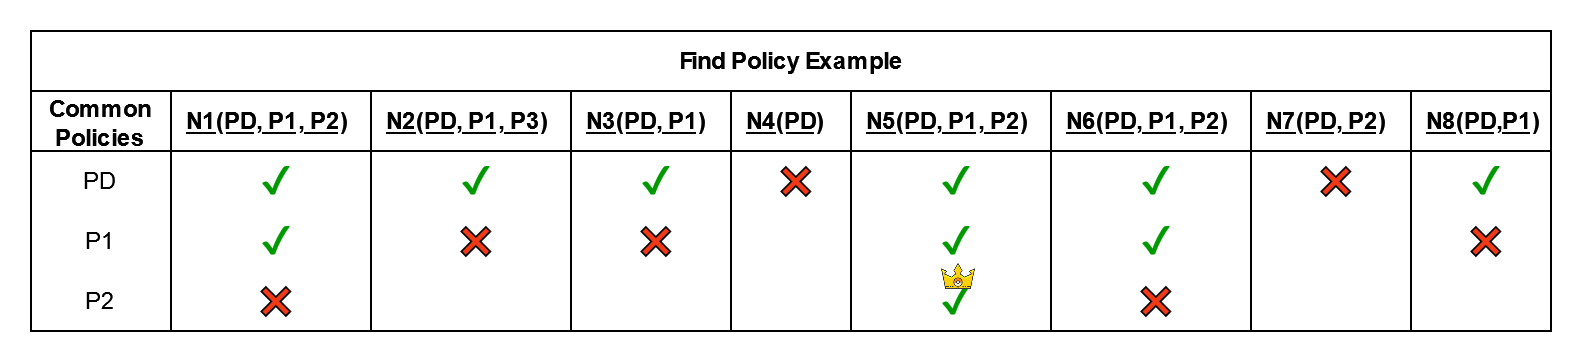 Find Policy Example
Common
Policies
N1(PD, P1, P2)
N2(PD, P1, P3)
N3(PD, P1)
N4(PD)
N5(PD, P1, P2)
N6(PD, P1, P2)
N7(PD, P2)
N8(PD,P1)
PD
P1
P2